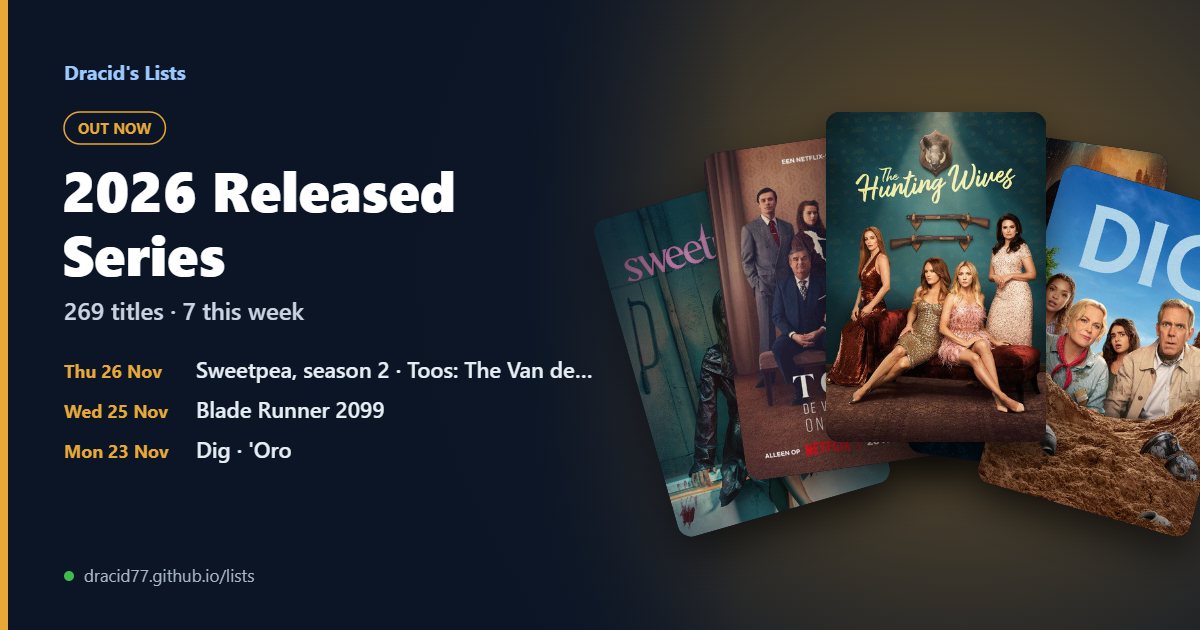 Dracid's Lists
OUT NOW
2026 Released
Series
269 titles · 7 this week
Thu 26 Nov Sweetpea, season 2 · Toos: The Van de...
Wed 25 Nov Blade Runner 2099
Mon 23 Nov Dig · 'Oro
dracid77.github.io/lists
sweet
EEN NETFLIX-
DE V
ON
ALLEEN OP
The
Hunting Wives
DIG